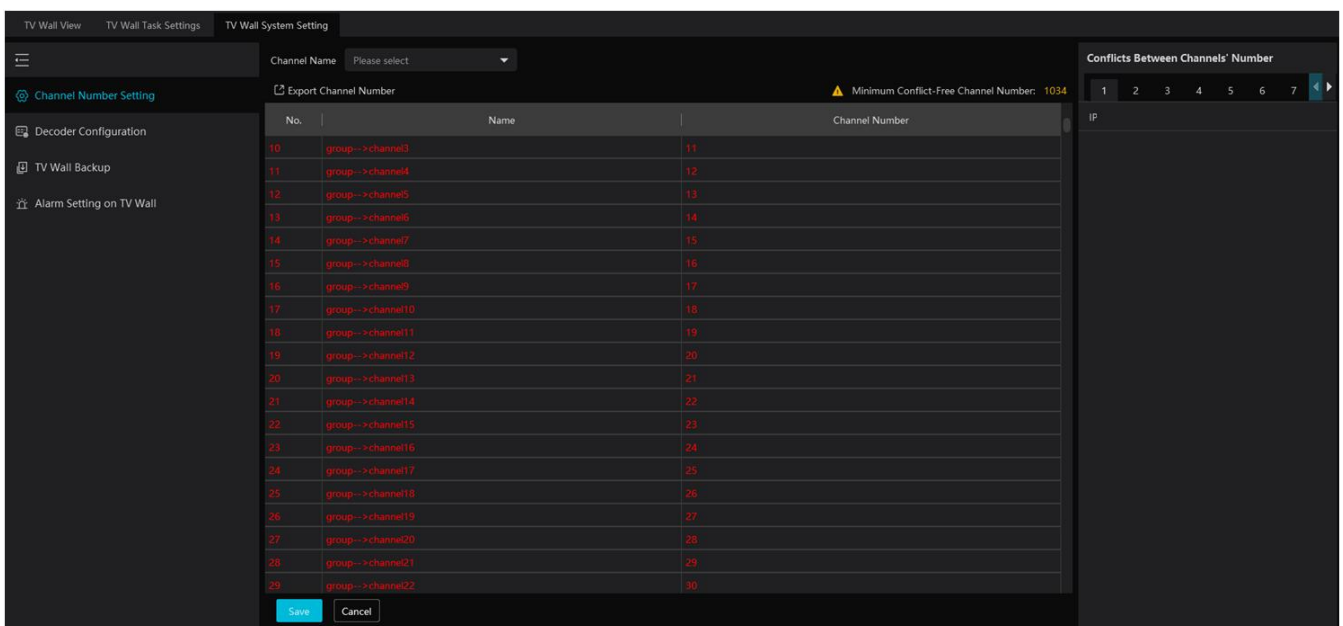 TV Wall View TV Wall Task Settings TV Wall System Setting
Channel Name Please select
Conflicts Between Channels' Number
Channel Number Setting
Decoder Configuration
TV Wall Backup
Alarm Setting on TV Wall
Export Channel Number
Minimum Conflict-Free Channel Number: 1034
1 2 3 4 5 6 7
IP
No. Name Channel Number
10 group-->channel3 11
11 group-->channel4 12
12 group-->channel5 13
13 group-->channel6 14
14 group-->channel7 15
15 group-->channel8 16
16 group-->channel9 17
17 group-->channel10 18
18 group-->channel11 19
19 group-->channel12 20
20 group-->channel13 21
21 group-->channel14 22
22 group-->channel15 23
23 group-->channel16 24
24 group-->channel17 25
25 group-->channel18 26
26 group-->channel19 27
27 group-->channel20 28
28 group-->channel21 29
29 group-->channel22 30
Save Cancel